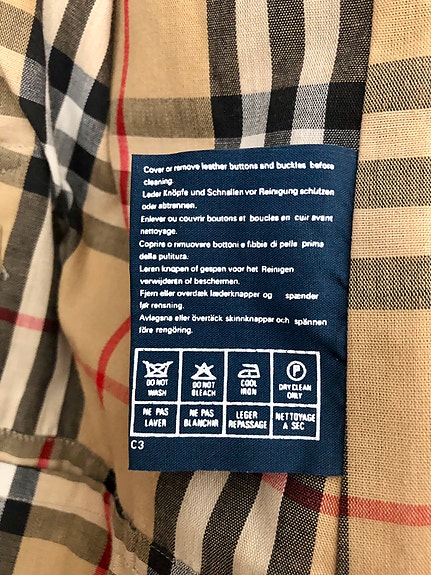 Cover or remove leather buttons and buckles before
cleaning.
Leder Knöpfe und Schnallen vor Reinigung schützen
oder abtrennen.
Enlever ou couvrir boutons et boucles en cuir avant
nettoyage.
Coprire o rimuovere bottoni e fibbie di pelle prima
della pulitura.
Leren knopen of gespen voor het Reinigen
verwijderen of beschermen.
Fjern eller overdæk læderknapper og spænder
før rensning.
Avlagsna eller övertäck skinnknappar och spännen
före rengöring.
DO NOT WASH
DO NOT BLEACH
COOL IRON
P
DRYCLEAN ONLY
NE PAS LAVER
NE PAS BLANCHIR
LEGER REPASSAGE
NETTOYAGE A SEC
C3